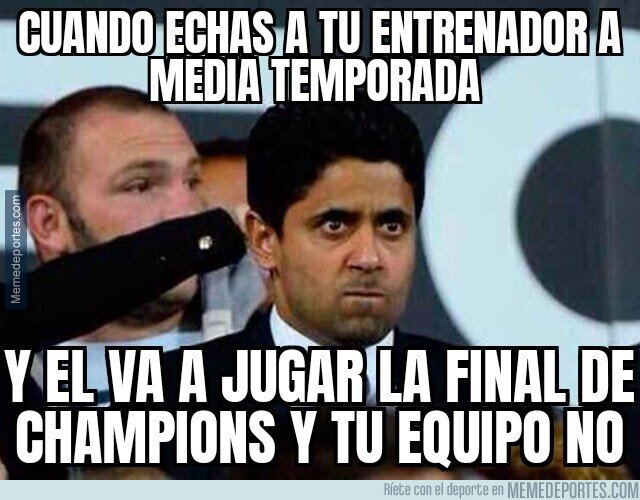 CUANDO ECHAS A TU ENTRENADOR A
MEDIA TEMPORADA
Memedeportes.com
Y EL VA A JUGAR LA FINAL DE
CHAMPIONS Y TU EQUIPO NO
Ríete con el deporte en MEMEDEPORTES.COM